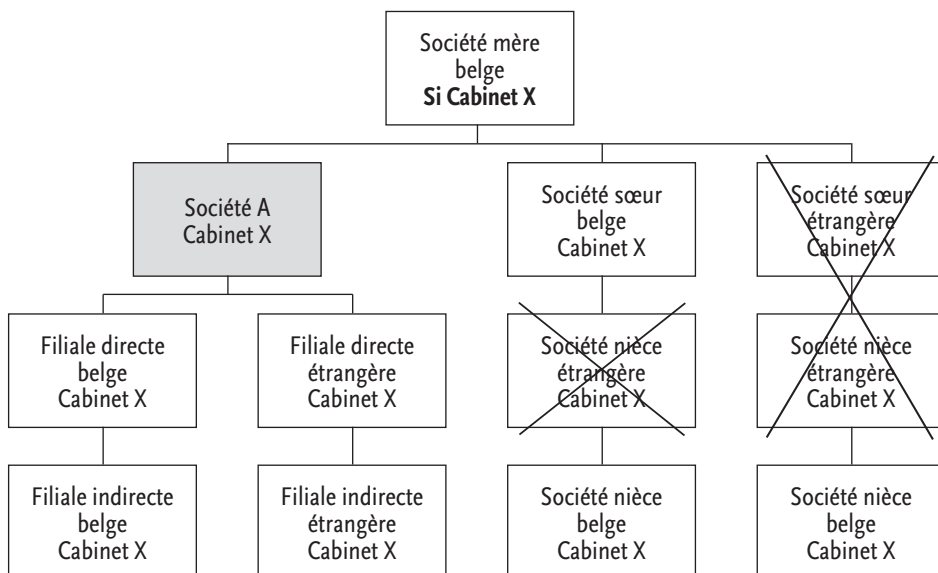 Société mère
belge
Si Cabinet X
Société A
Cabinet X
Société sœur
belge
Cabinet X
Société sœur
étrangère
Cabinet X
Filiale directe
belge
Cabinet X
Filiale directe
étrangère
Cabinet X
Société nièce
étrangère
Cabinet X
Société nièce
étrangère
Cabinet X
Filiale indirecte
belge
Cabinet X
Filiale indirecte
étrangère
Cabinet X
Société nièce
belge
Cabinet X
Société nièce
belge
Cabinet X